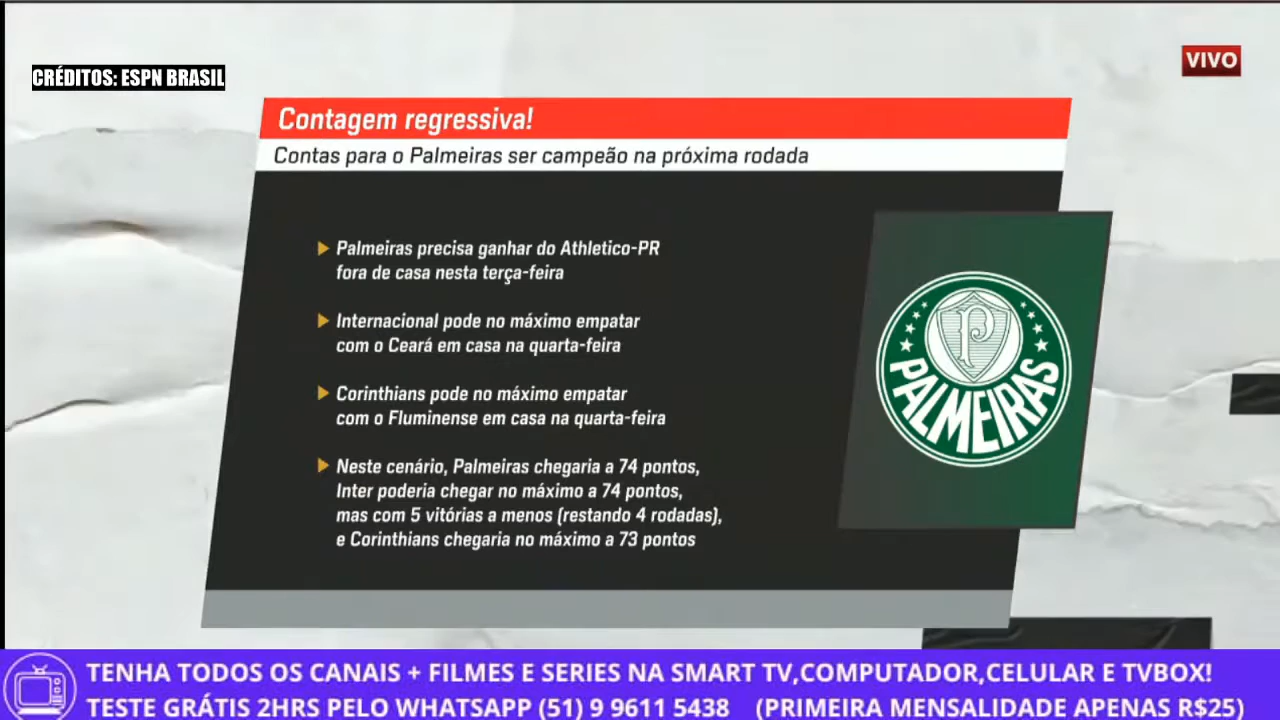 CRÉDITOS: ESPN BRASIL
VIVO
Contagem regressiva!
Contas para o Palmeiras ser campeão na próxima rodada
Palmeiras precisa ganhar do Athletico-PR
fora de casa nesta terça-feira
Internacional pode no máximo empatar
com o Ceará em casa na quarta-feira
Corinthians pode no máximo empatar
com o Fluminense em casa na quarta-feira
Neste cenário, Palmeiras chegaria a 74 pontos,
Inter poderia chegar no máximo a 74 pontos,
mas com 5 vitórias a menos (restando 4 rodadas),
e Corinthians chegaria no máximo a 73 pontos
P
PALMEIRAS
TENHA TODOS OS CANAIS + FILMES E SERIES NA SMART TV,COMPUTADOR,CELULAR E TVBOX!
TESTE GRÁTIS 2HRS PELO WHATSAPP (51) 9 9611 5438 (PRIMEIRA MENSALIDADE APENAS R$25)